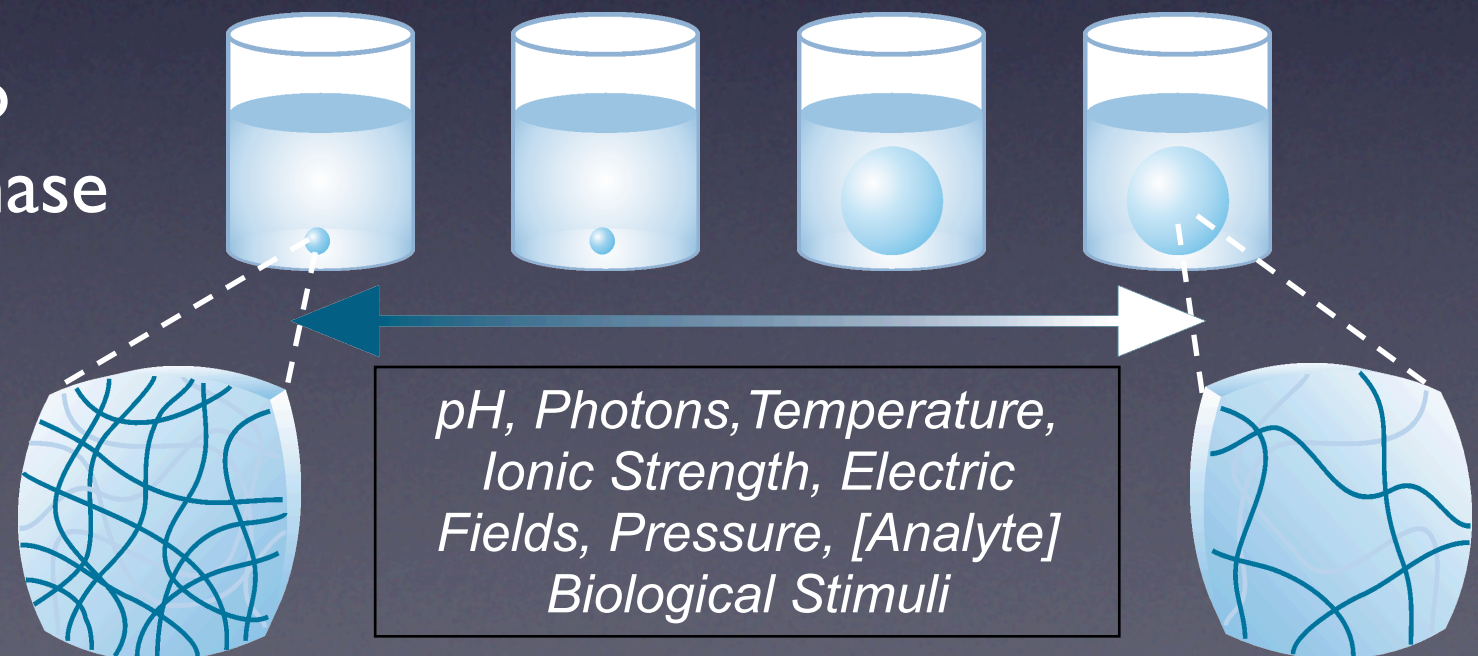 pH, Photons,Temperature,
Ionic Strength, Electric
Fields, Pressure, [Analyte]
Biological Stimuli